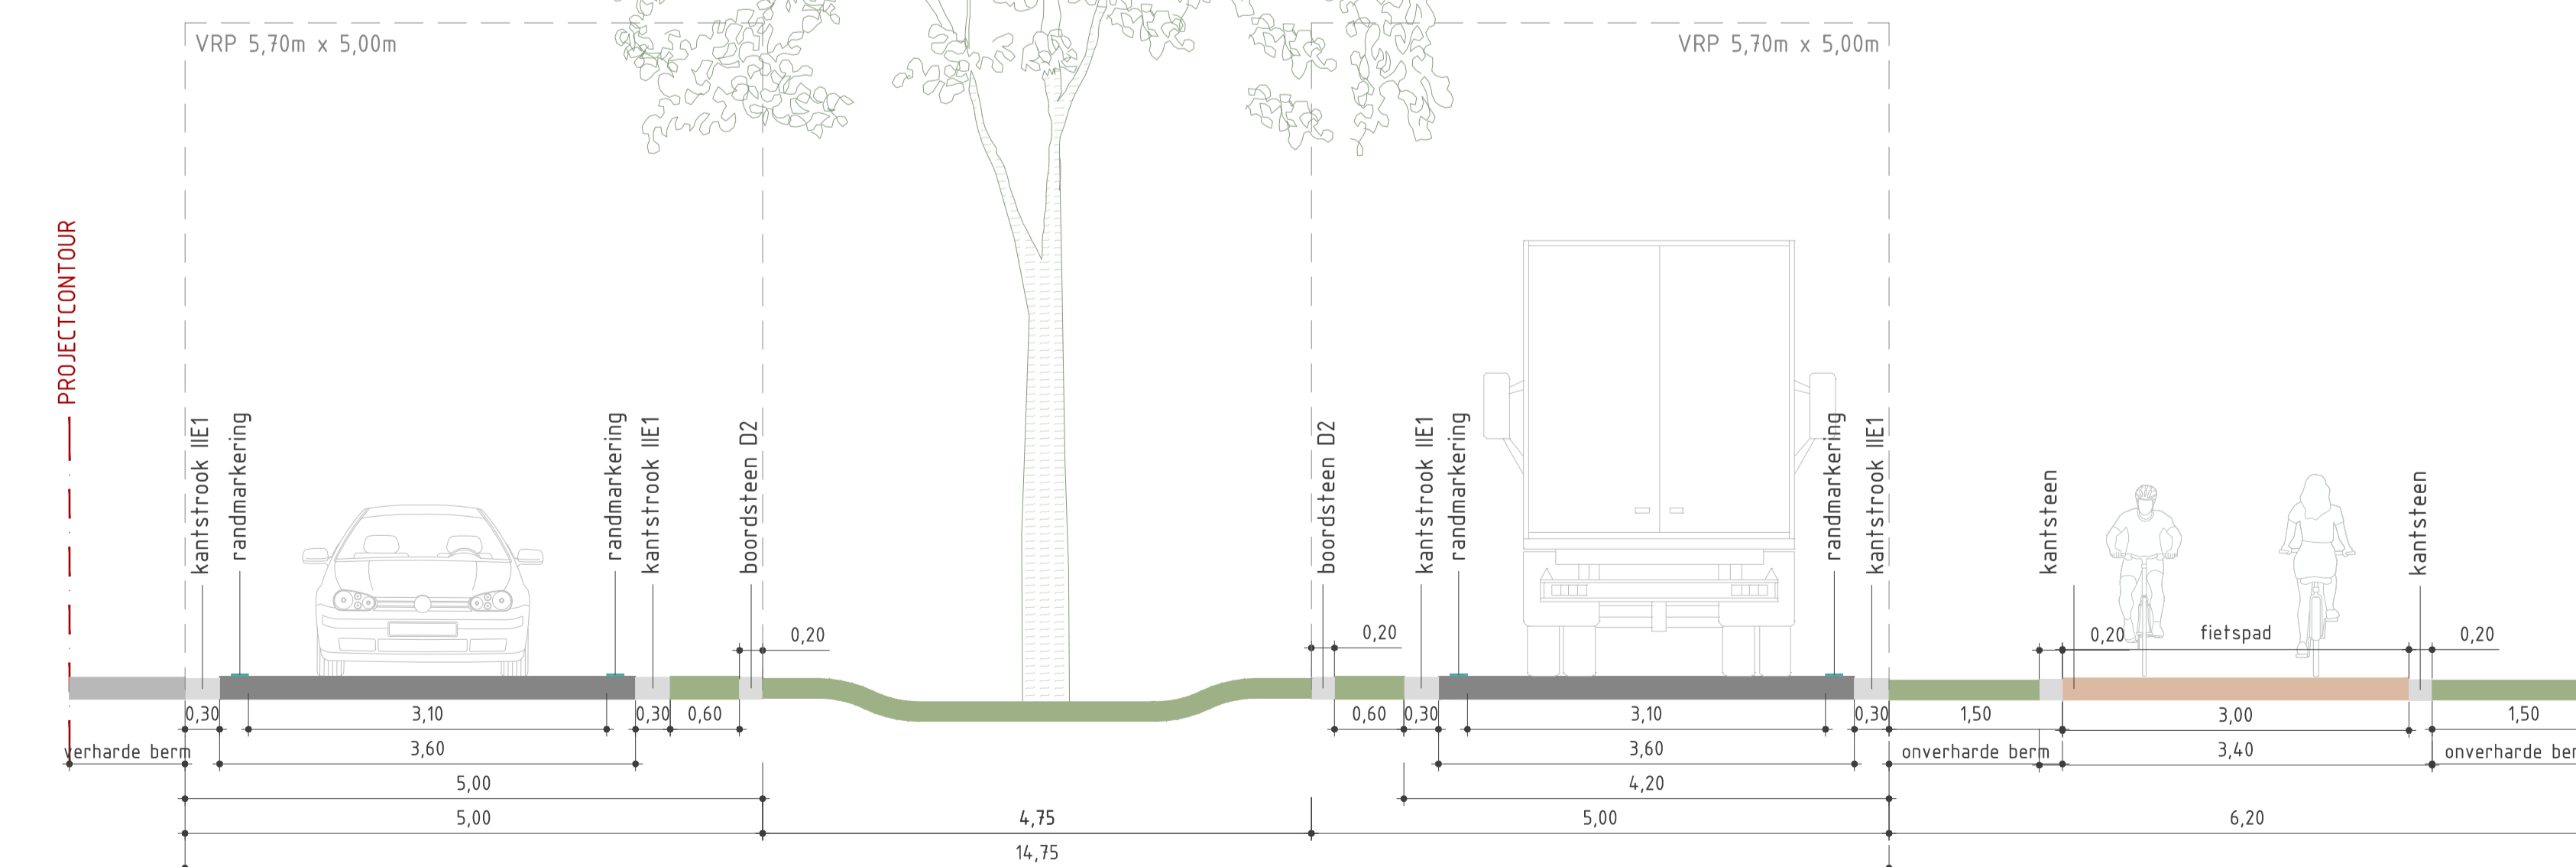 VRP 5,70m x 5,00m
VRP 5,70m x 5,00m
PROJECTCONTOUR
kantstrook IIE1
randmarkering
randmarkering
kantstrook IIE1
boordsteen D2
boordsteen D2
kantstrook IIE1
randmarkering
randmarkering
kantstrook IIE1
kantsteen
kantsteen
0,20
0,20
0,20
fietspad
0,20
0,30
3,10
0,30
0,60
0,60
0,30
3,10
0,30
1,50
3,00
1,50
verharde berm
3,60
3,60
onverharde berm
3,40
onverharde ber
5,00
4,20
5,00
4,75
5,00
6,20
14,75